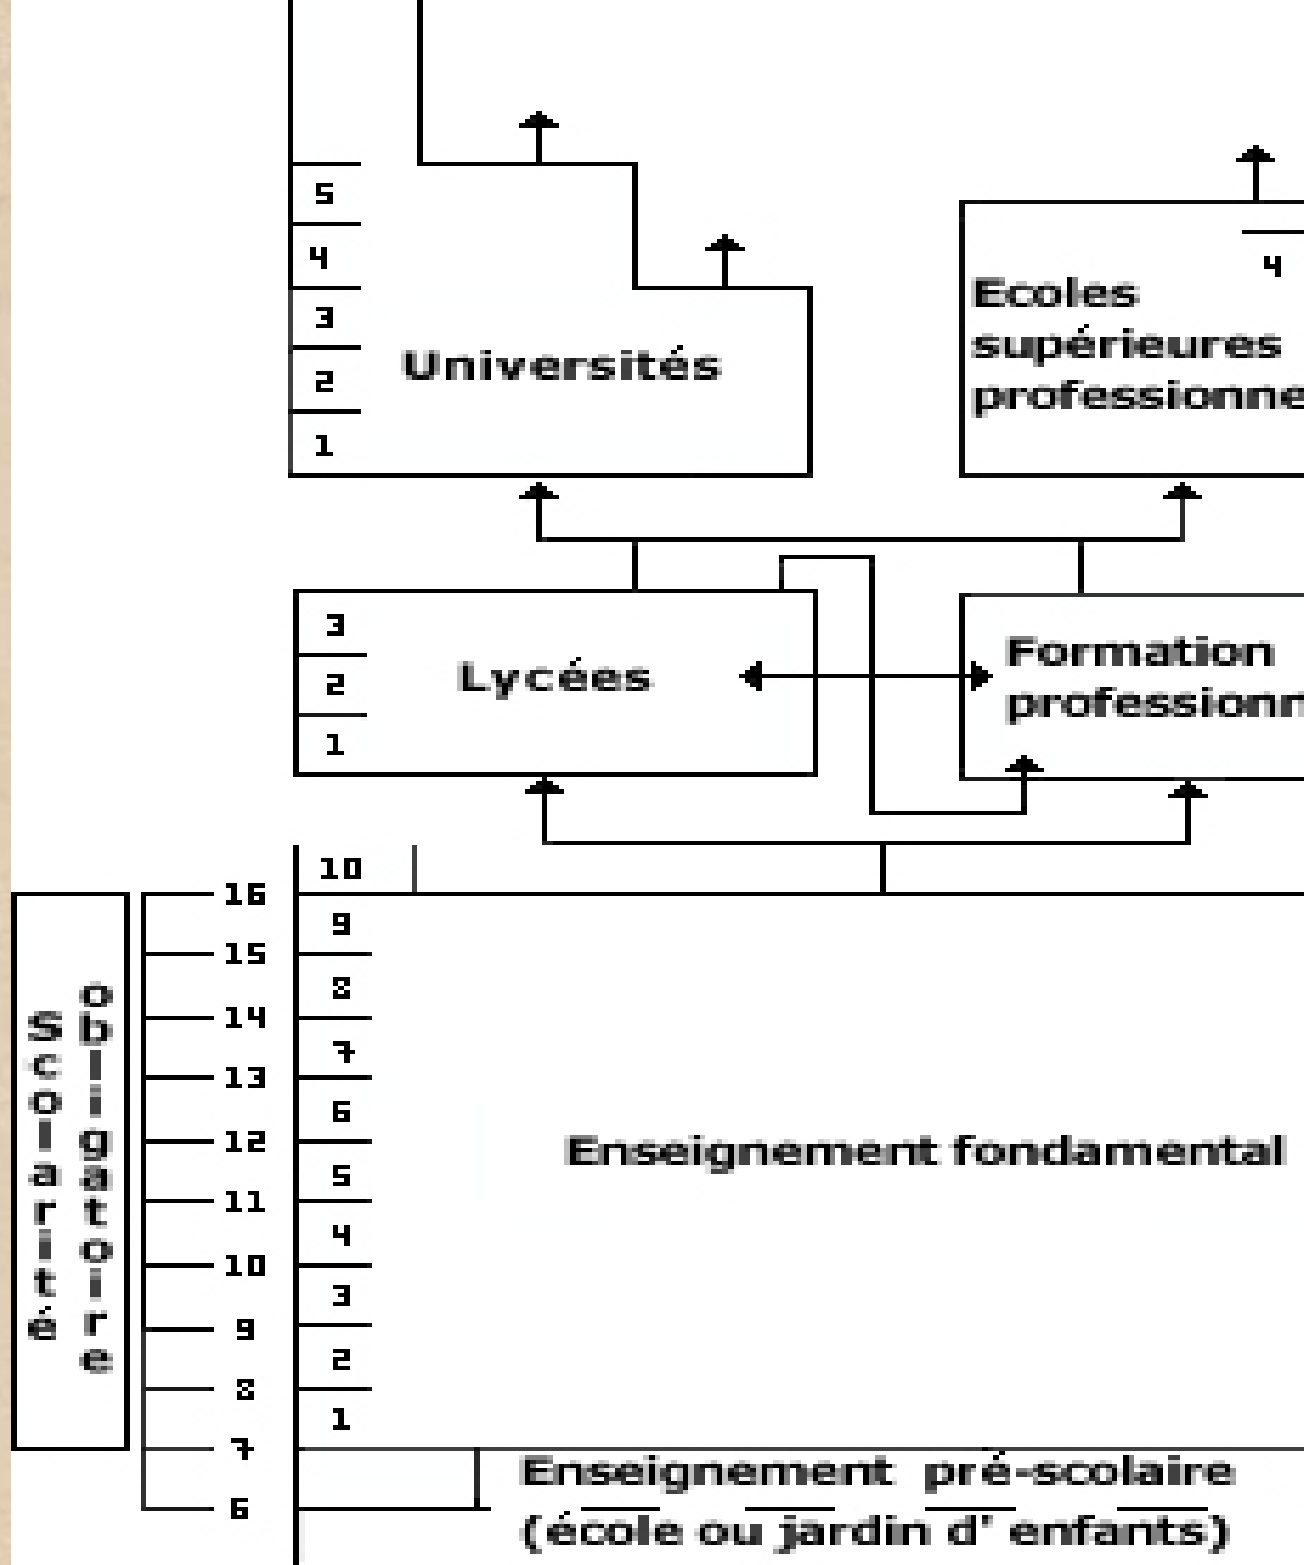 5
4
3
2
1
Universités
4
Ecoles
supérieures
professionne
3
2
1
Lycées
Formation
professionn
10
16
15
14
13
12
11
10
9
8
7
6
9
8
7
6
5
4
3
2
1
Scolarité
obligatoire
Enseignement fondamental
Enseignement pré-scolaire
(école ou jardin d' enfants)